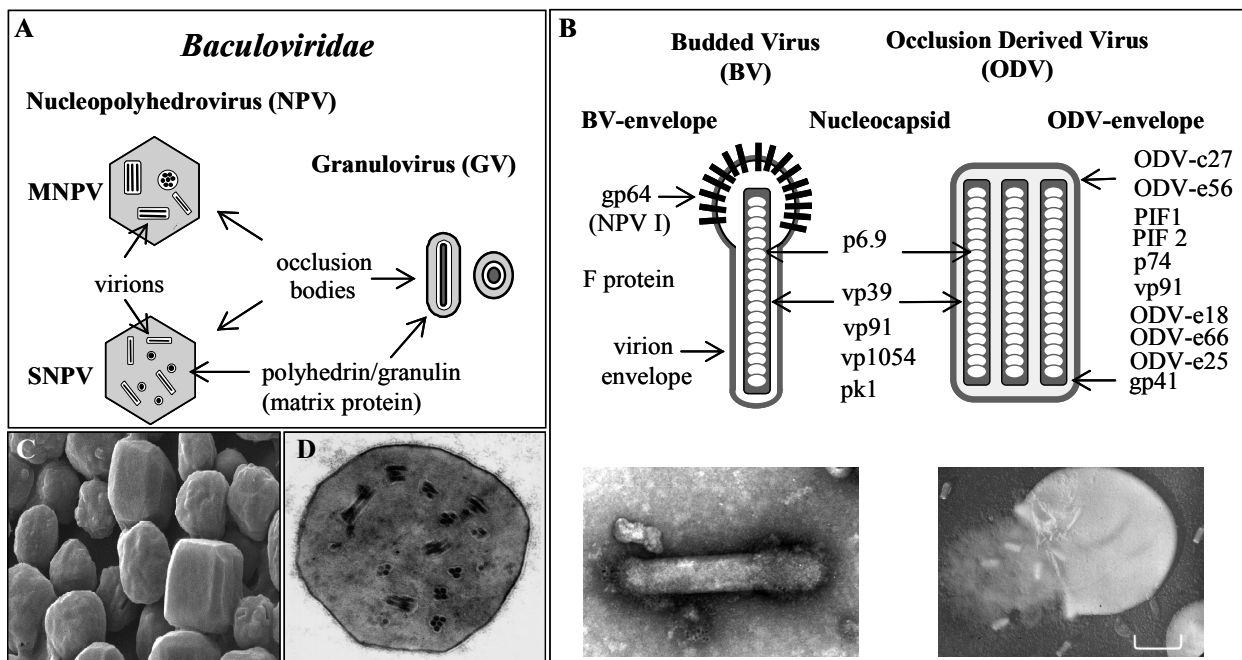 A
Baculoviridae
Nucleopolyhedrovirus (NPV)
Granulovirus (GV)
MNPV
virions
occlusion
bodies
SNPV
polyhedrin/granulin
(matrix protein)
B
Budded Virus
(BV)
Occlusion Derived Virus
(ODV)
BV-envelope
Nucleocapsid
ODV-envelope
gp64
(NPV I)
F protein
virion
envelope
p6.9
vp39
vp91
vp1054
pk1
ODV-c27
ODV-e56
PIF1
PIF 2
p74
vp91
ODV-e18
ODV-e66
ODV-e25
gp41
C
D